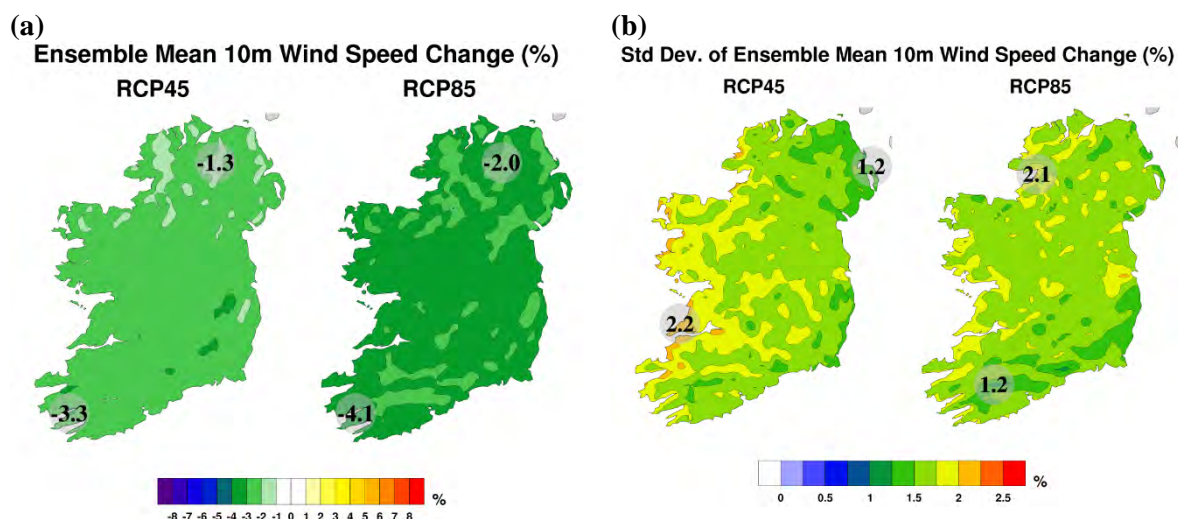 (a)
Ensemble Mean 10m Wind Speed Change (%)
RCP45 RCP85
-1.3 -2.0
-3.3 -4.1
-8 -7 -6 -5 -4 -3 -2 -1 0 1 2 3 4 5 6 7 8 %
(b)
Std Dev. of Ensemble Mean 10m Wind Speed Change (%)
RCP45 RCP85
1.2 2.1
2.2
1.2
0 0.5 1 1.5 2 2.5 %